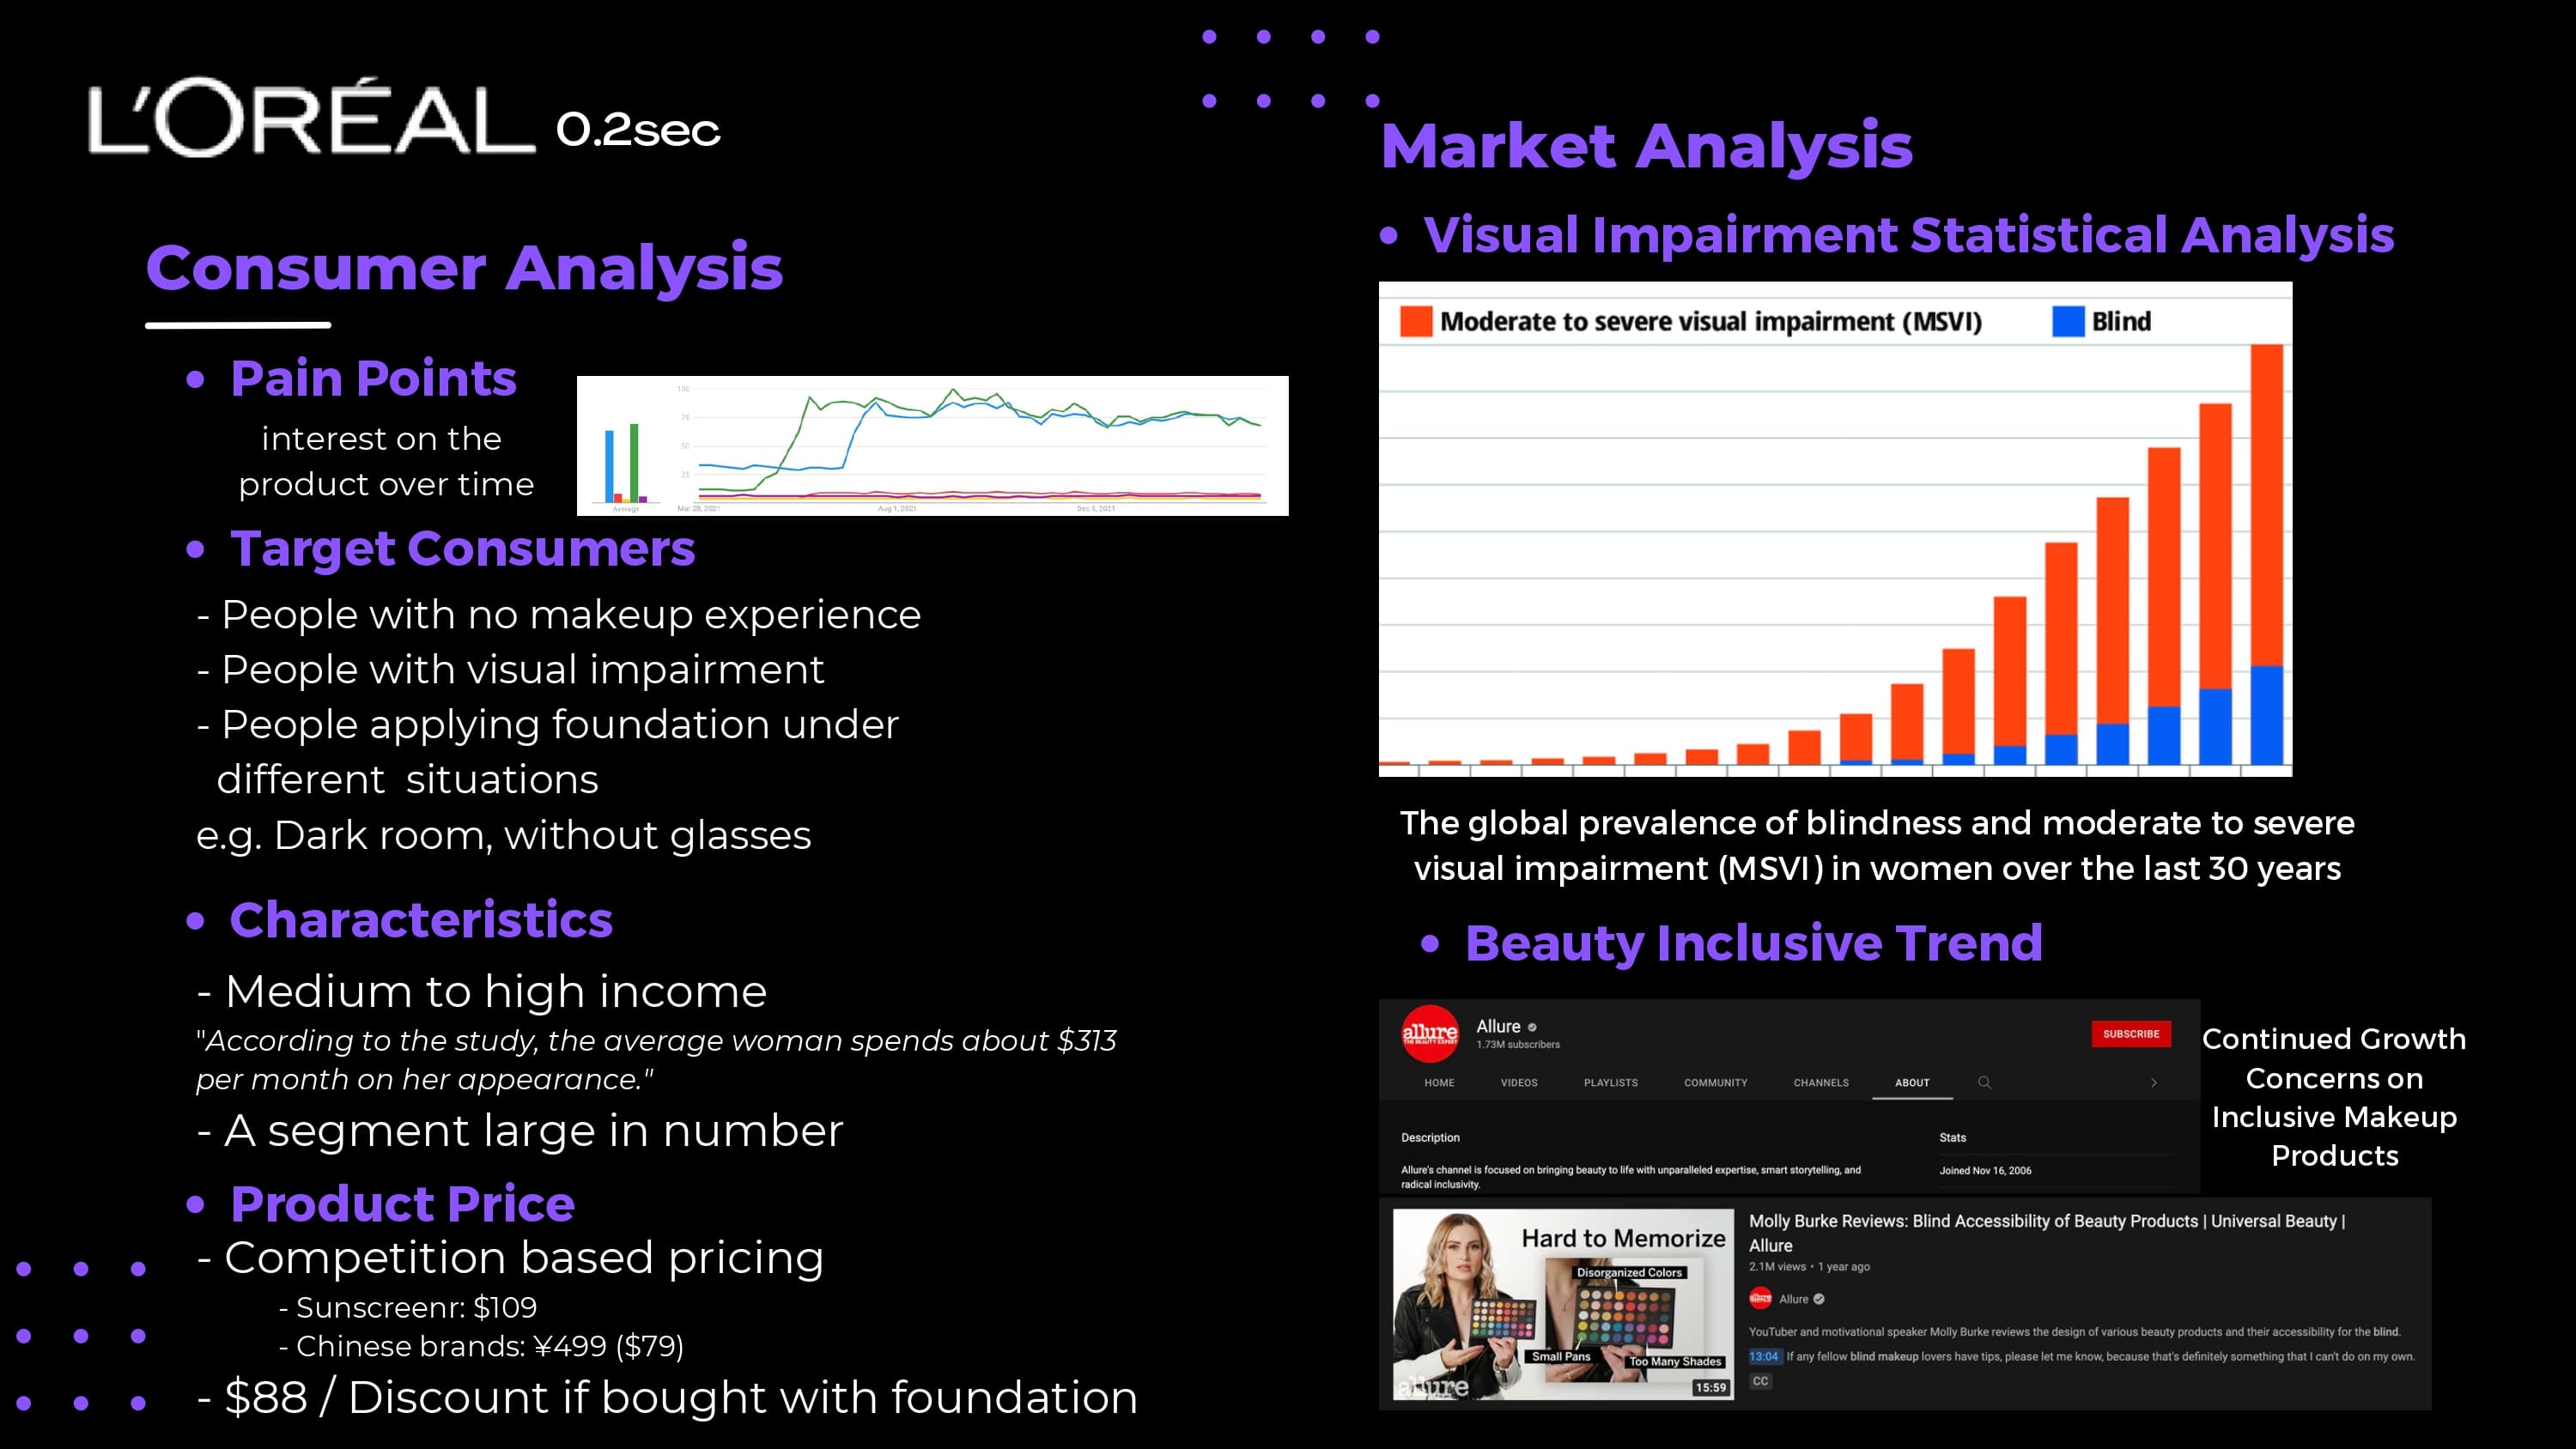 L'ORÉAL 0.2sec
Consumer Analysis
Pain Points
interest on the
product over time
100
75
50
25
Average
Mar 28, 2021
Aug 1, 2021
Dec 5, 2021
Target Consumers
- People with no makeup experience
- People with visual impairment
- People applying foundation under
different situations
e.g. Dark room, without glasses
Characteristics
- Medium to high income
"According to the study, the average woman spends about $313
per month on her appearance."
- A segment large in number
Product Price
- Competition based pricing
- Sunscreenr: $109
- Chinese brands: ¥499 ($79)
- $88 / Discount if bought with foundation
Market Analysis
Visual Impairment Statistical Analysis
Moderate to severe visual impairment (MSVI) Blind
The global prevalence of blindness and moderate to severe
visual impairment (MSVI) in women over the last 30 years
Beauty Inclusive Trend
allure
THE BEAUTY EXPERT
Allure
1.73M subscribers
SUBSCRIBE
HOME VIDEOS PLAYLISTS COMMUNITY CHANNELS ABOUT
Description
Allure's channel is focused on bringing beauty to life with unparalleled expertise, smart storytelling, and
radical inclusivity.
Stats
Joined Nov 16, 2006
Continued Growth
Concerns on
Inclusive Makeup
Products
Hard to Memorize
Disorganized Colors
Small Pans
Too Many Shades
allure
15:59
Molly Burke Reviews: Blind Accessibility of Beauty Products | Universal Beauty |
Allure
2.1M views • 1 year ago
allure
Allure
YouTuber and motivational speaker Molly Burke reviews the design of various beauty products and their accessibility for the blind.
13:04 If any fellow blind makeup lovers have tips, please let me know, because that's definitely something that I can't do on my own.
CC